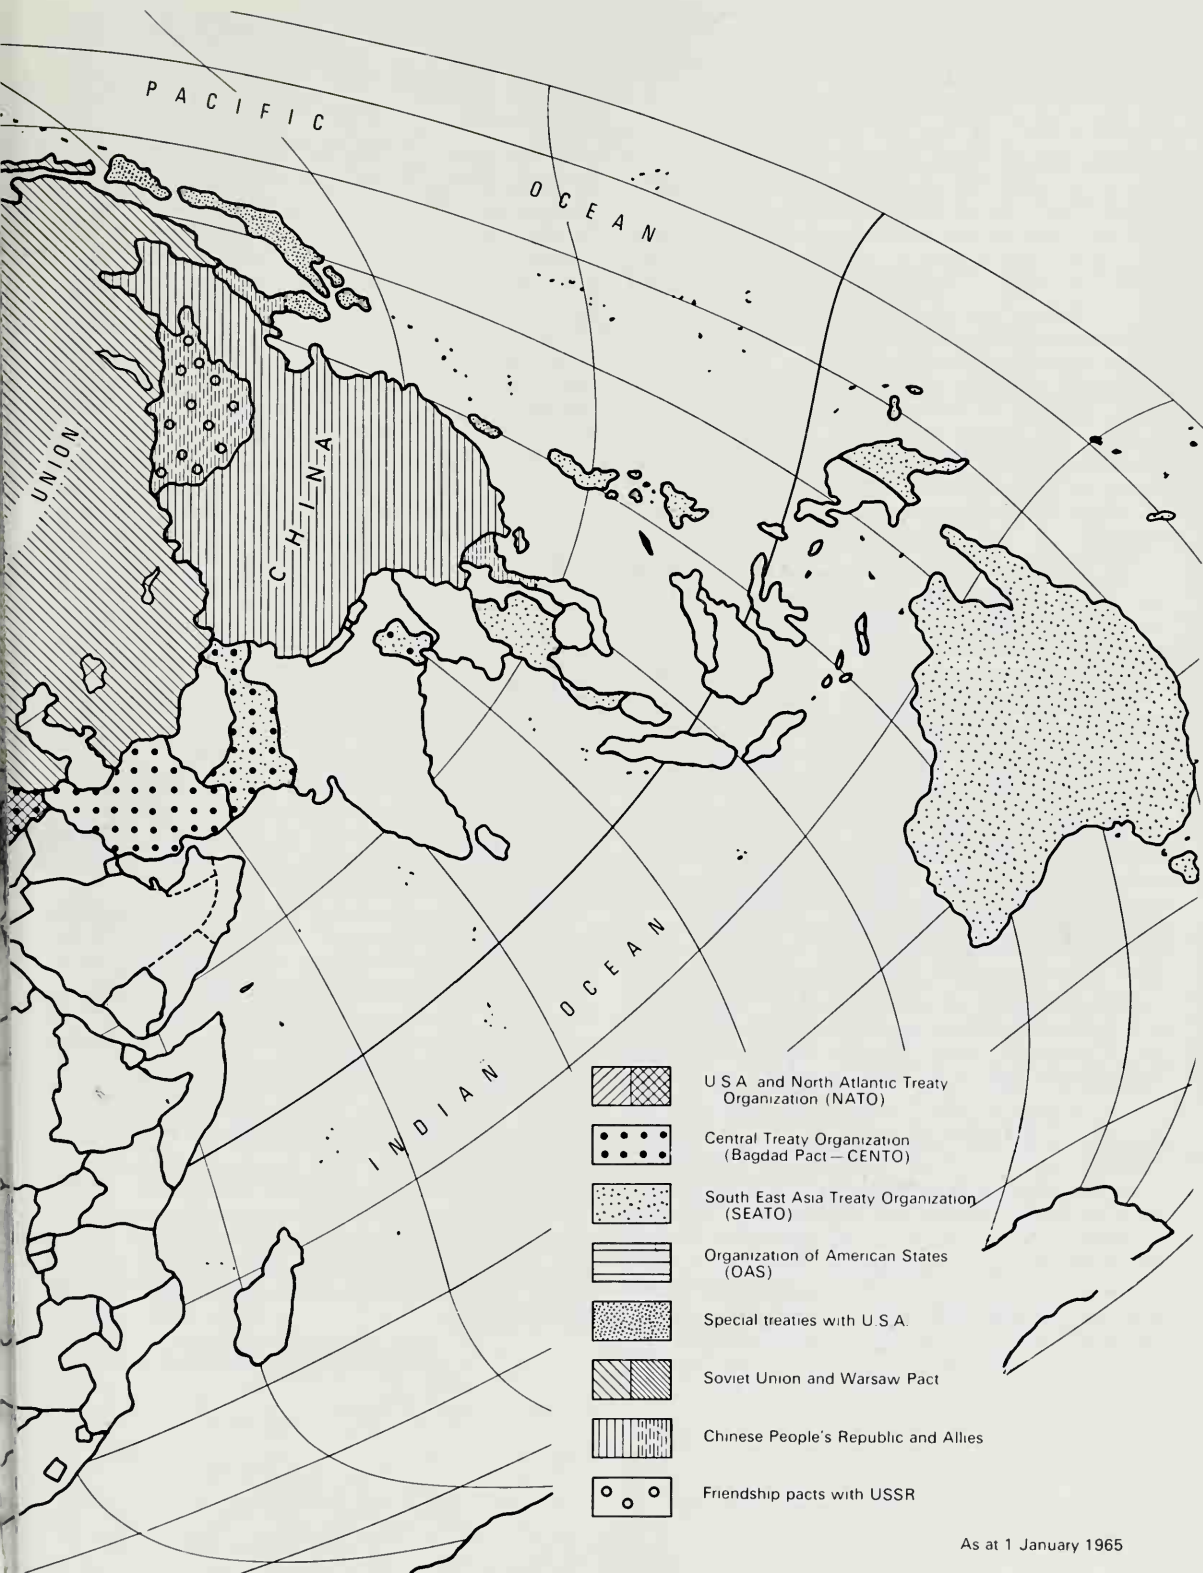 PACIFIC
OCEAN
UNION
CHINA
INDIAN OCEAN
U S A and North Atlantic Treaty
Organization (NATO)
Central Treaty Organization
(Bagdad Pact — CENTO)
South East Asia Treaty Organization
(SEATO)
Organization of American States
(OAS)
Special treaties with U.S A.
Soviet Union and Warsaw Pact
Chinese People's Republic and Allies
Friendship pacts with USSR
As at 1 January 1965